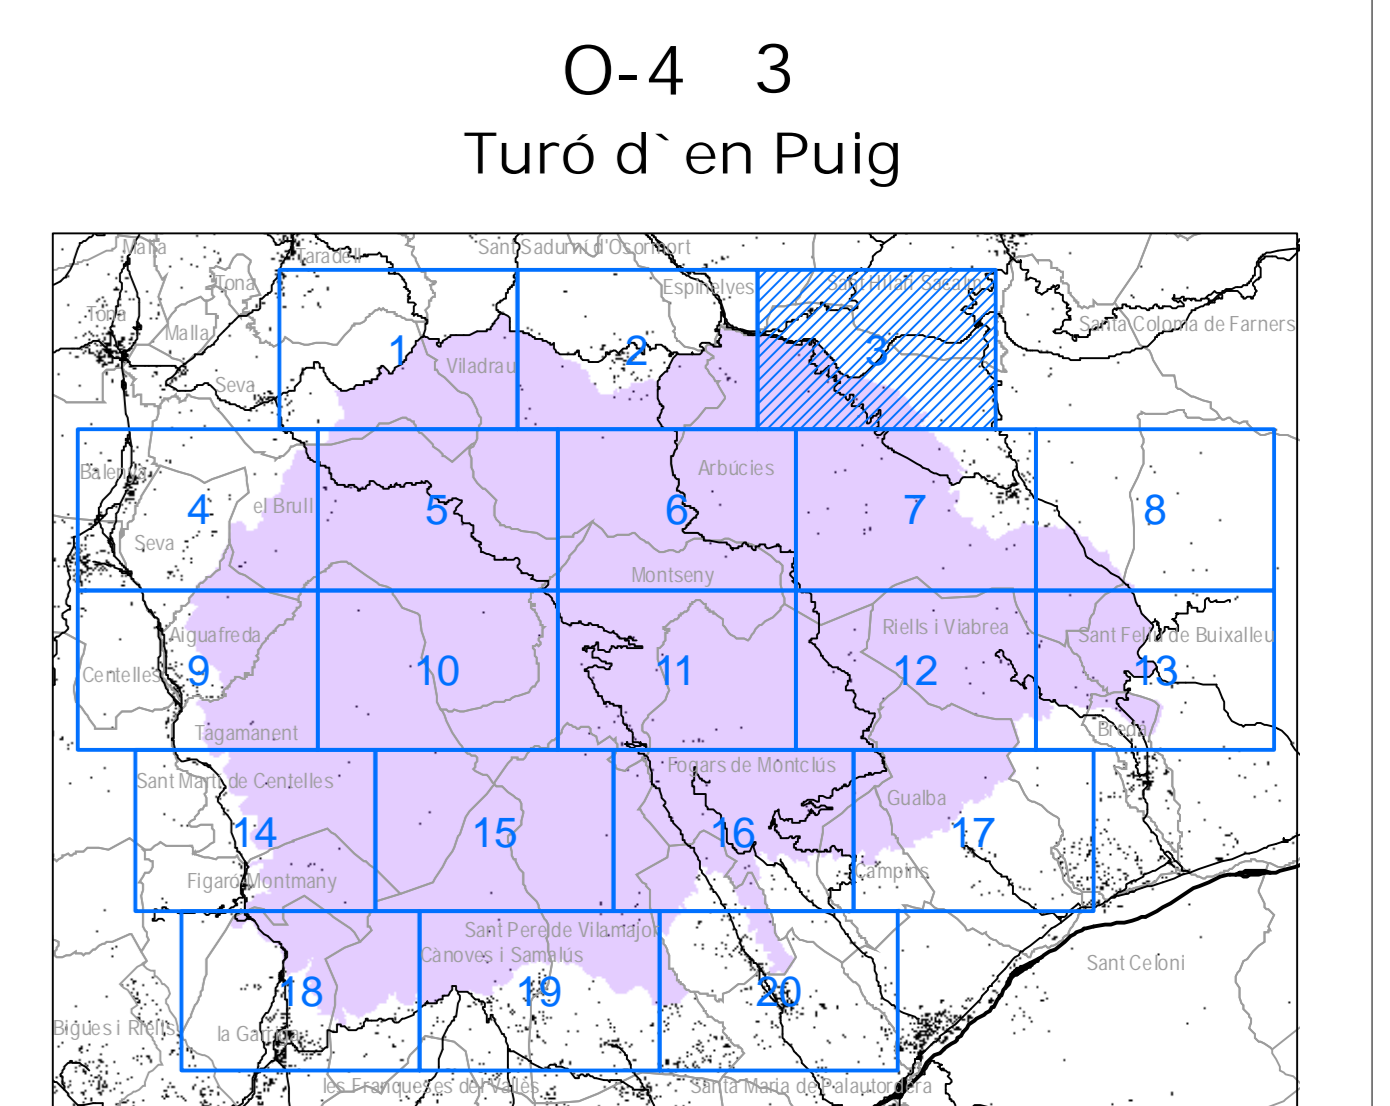 O-4 3
Turó d`en Puig
Malla
Taradell
Sant Sadurní d'Osormort
Tona
Espinelves
Sant Hilari Sacalm
Tona
Malla
Santa Coloma de Farners
1
2
3
Viladrau
Seva
Balenyà
Arbúcies
4
el Brull
5
6
7
8
Seva
Montseny
Aiguafreda
Riells i Viabrea
Sant Feliu de Buixalleu
Centelles
9
10
11
12
13
Tagamanent
Breda
Sant Martí de Centelles
Fogars de Montclús
Gualba
14
15
16
17
Figaró-Montmany
Campins
Sant Pere de Vilamajor
Cànoves i Samalús
Sant Celoni
18
19
20
Bigues i Riells
la Garriga
les Franqueses del Vallès
Santa Maria de Palautordera